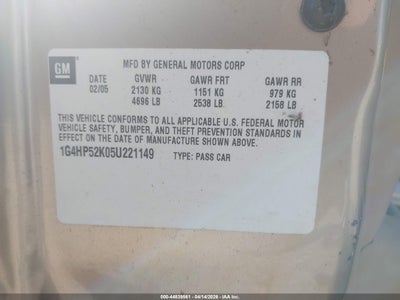 GM
MFD BY GENERAL MOTORS CORP
DATE GVWR GAWR FRT GAWR RR
02/05 2130 KG 1151 KG 979 KG
4696 LB 2538 LB 2158 LB
THIS VEHICLE CONFORMS TO ALL APPLICABLE U.S. FEDERAL MOTOR
VEHICLE SAFETY, BUMPER, AND THEFT PREVENTION STANDARDS IN
EFFECT ON THE DATE OF MANUFACTURE SHOWN ABOVE.
1G4HP52K05U221149 TYPE: PASS CAR
OWNER: 000-44839561 | 04/14/2026 | IAA INC.